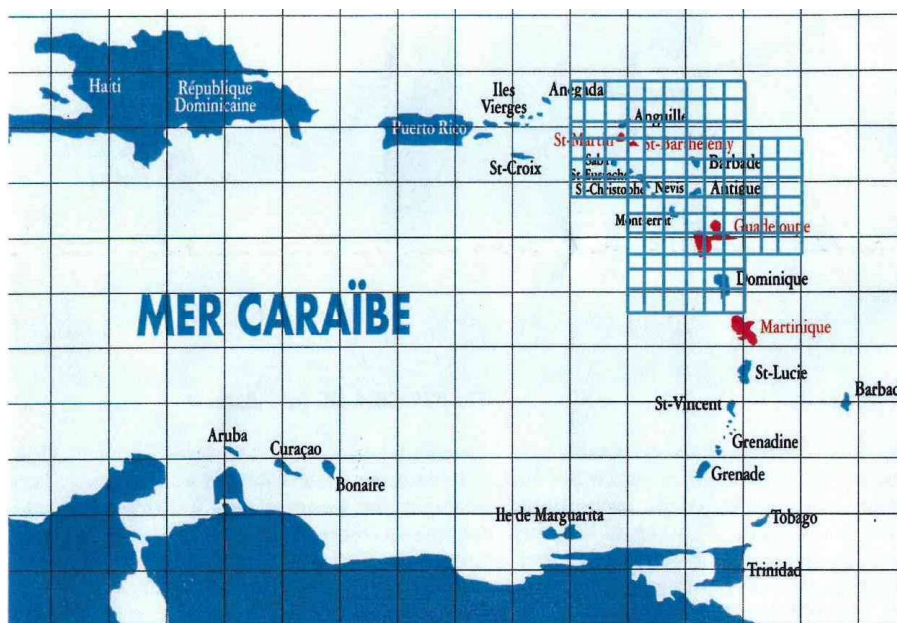 Haïti
République
Dominicaine
Puerto Rico
Iles
Vierges
Anegada
St-Croix
Anguille
St-Martin
St-Barthélemy
Saba
St-Eustache
St-Christophe
Nevis
Barbade
Antigue
Montserrat
Guadeloupe
Dominique
MER CARAÏBE
Martinique
St-Lucie
Barbad
St-Vincent
Grenadine
Grenade
Aruba
Curaçao
Bonaire
Ile de Marguarita
Tobago
Trinidad